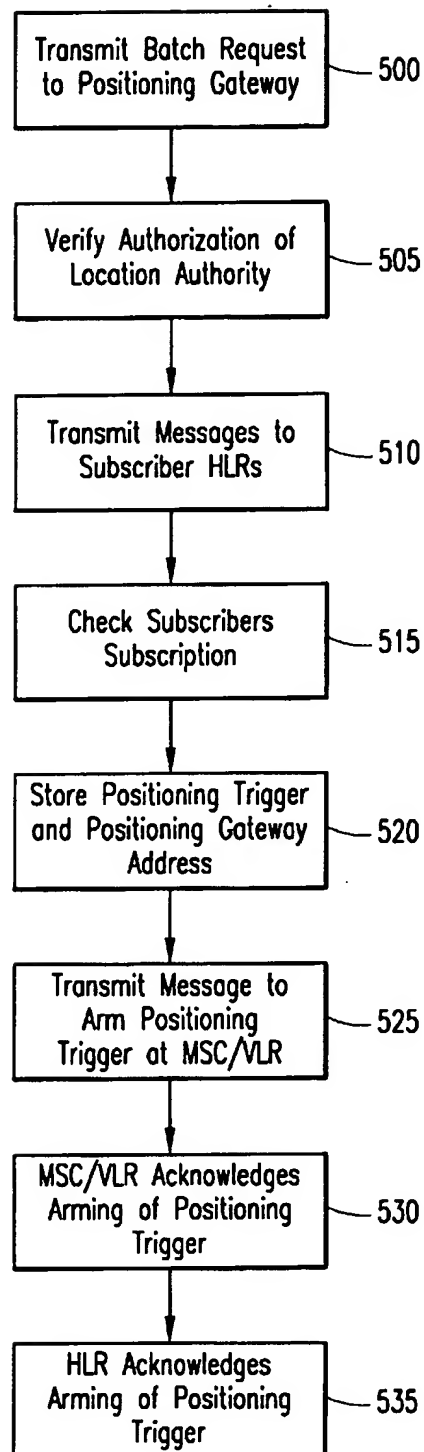 Transmit Batch Request
to Positioning Gateway
500
Verify Authorization of
Location Authority
505
Transmit Messages to
Subscriber HLRs
510
Check Subscribers
Subscription
515
Store Positioning Trigger
and Positioning Gateway
Address
520
Transmit Message to
Arm Positioning
Trigger at MSC/VLR
525
MSC/VLR Acknowledges
Arming of Positioning
Trigger
530
HLR Acknowledges
Arming of Positioning
Trigger
535